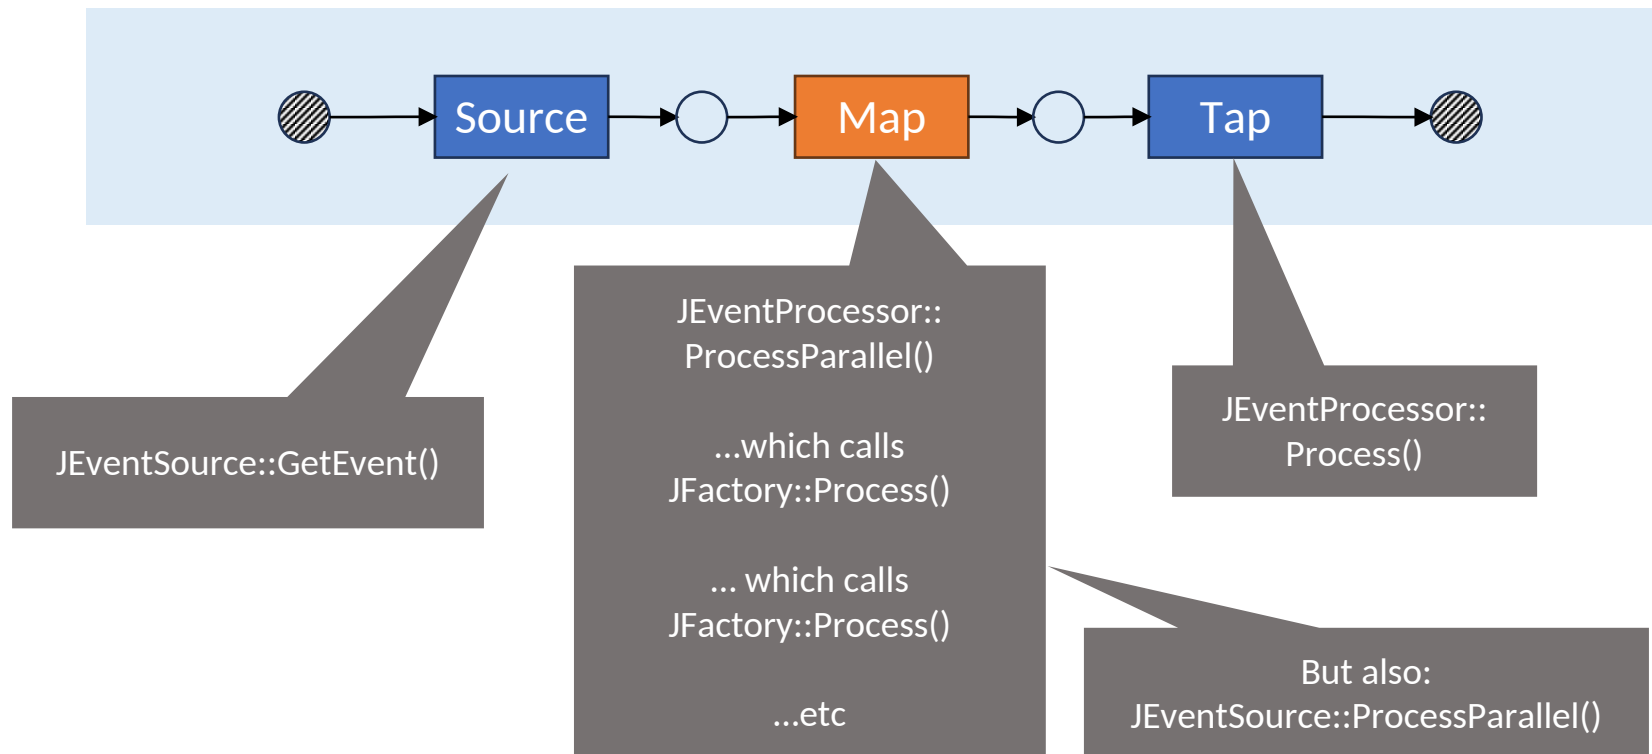 Source
Map
Tap
JEventSource::GetEvent()
JEventProcessor::
ProcessParallel()
...which calls
JFactory::Process()
... which calls
JFactory::Process()
...etc
JEventProcessor::
Process()
But also:
JEventSource::ProcessParallel()